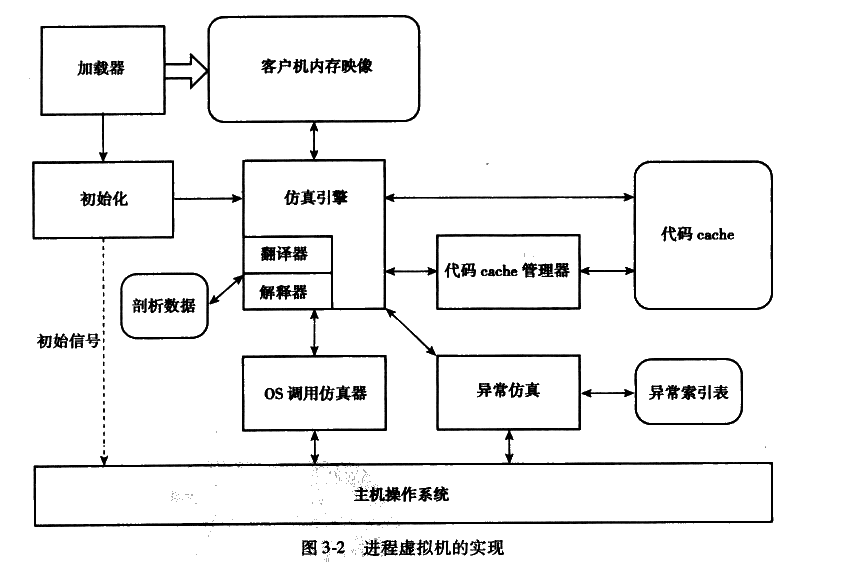 加载器
客户机内存映像
初始化
仿真引擎
代码 cache
翻译器
代码 cache 管理器
解释器
剖析数据
初始信号
OS 调用仿真器
异常仿真
异常索引表
主机操作系统
图 3-2 进程虚拟机的实现